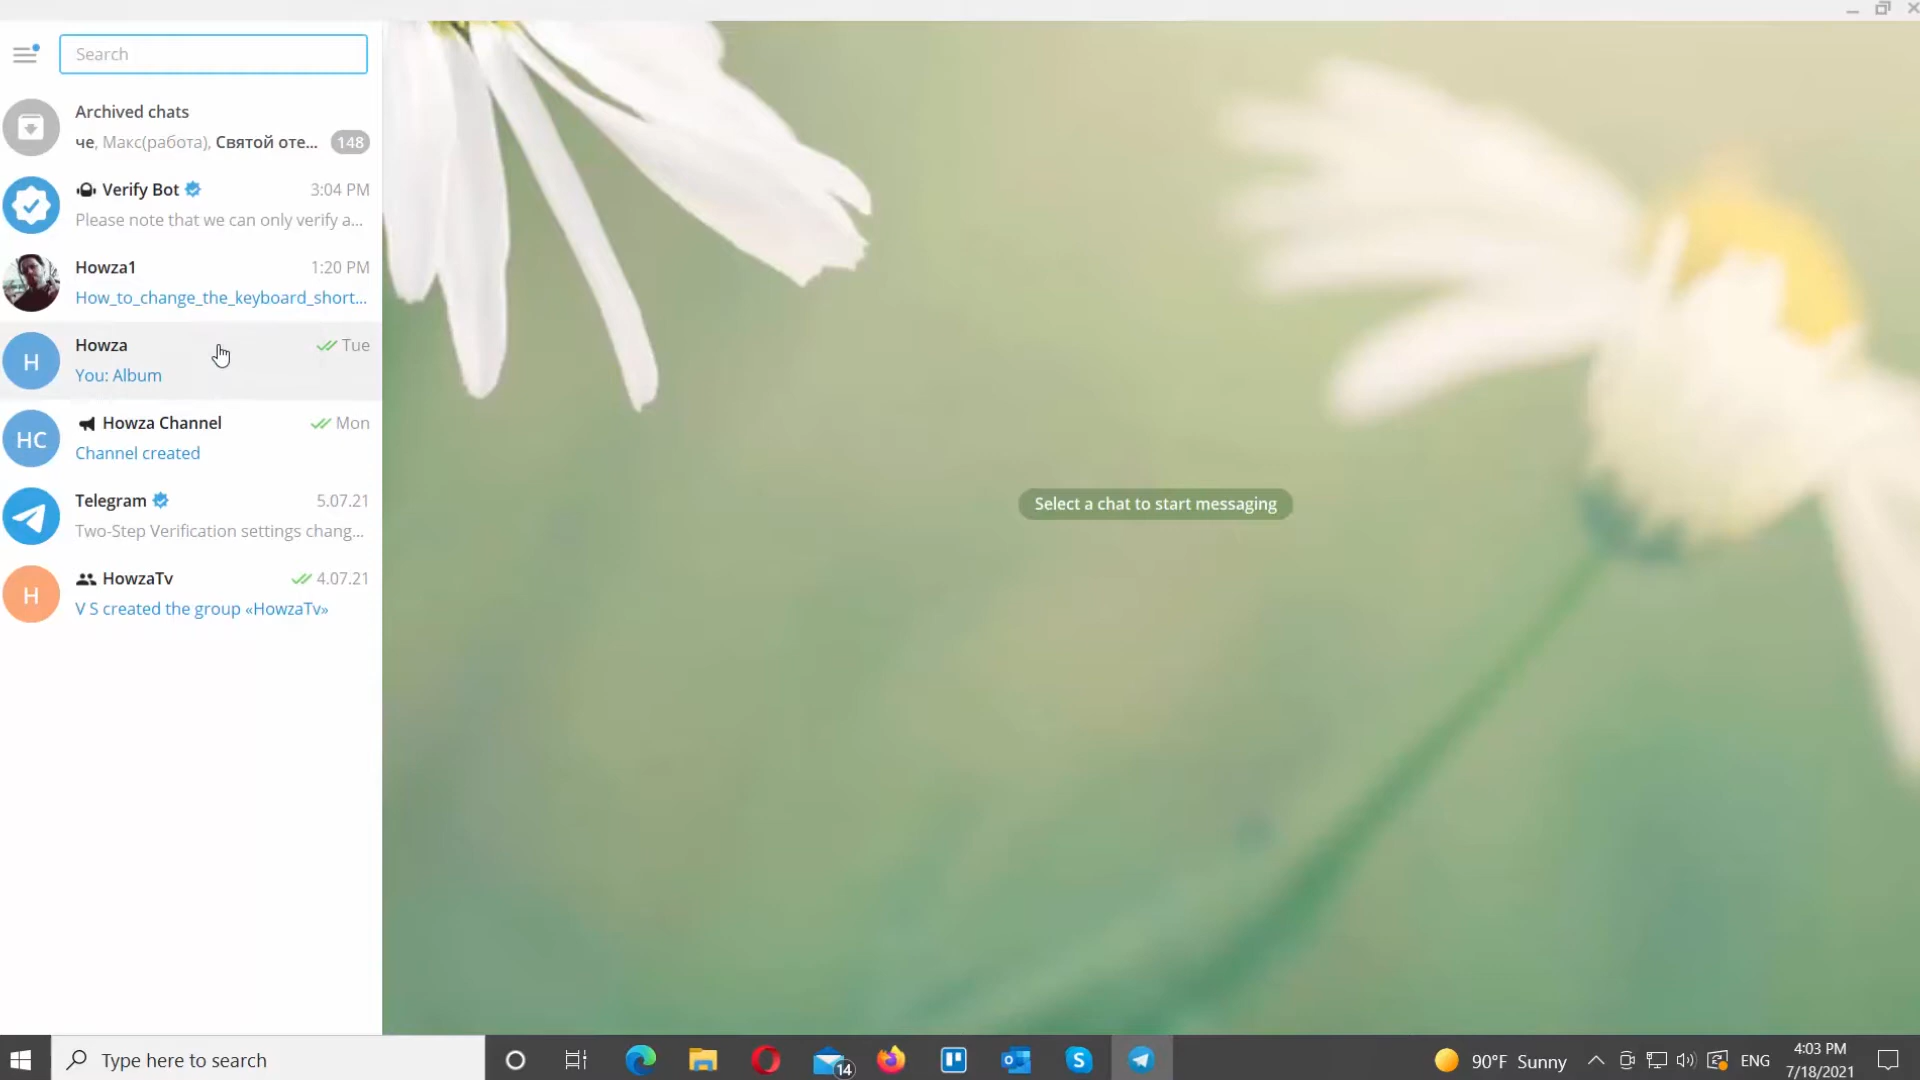 Search
Archived chats
че, Макс(работа), Святой оте...
148
Verify Bot
3:04 PM
Please note that we can only verify a...
Howza1
1:20 PM
How_to_change_the_keyboard_short...
H
Howza
Tue
You: Album
HC
Howza Channel
Mon
Channel created
Telegram
5.07.21
Two-Step Verification settings chang...
H
HowzaTv
4.07.21
V S created the group «HowzaTv»
Select a chat to start messaging
Type here to search
14
S
90°F Sunny
ENG
4:03 PM
7/18/2021